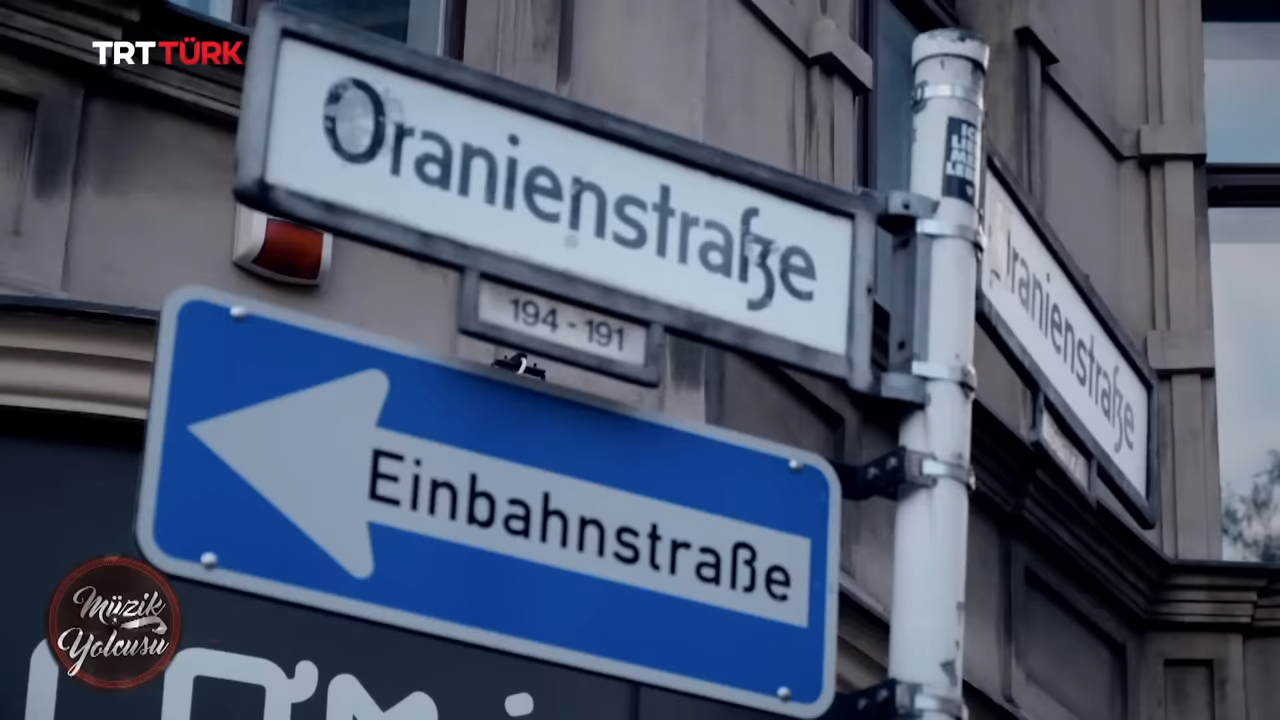 TRT TÜRK
Oranienstraße
194 - 191
Oranienstraße
Einbahnstraße
Müzik
Yolcusu